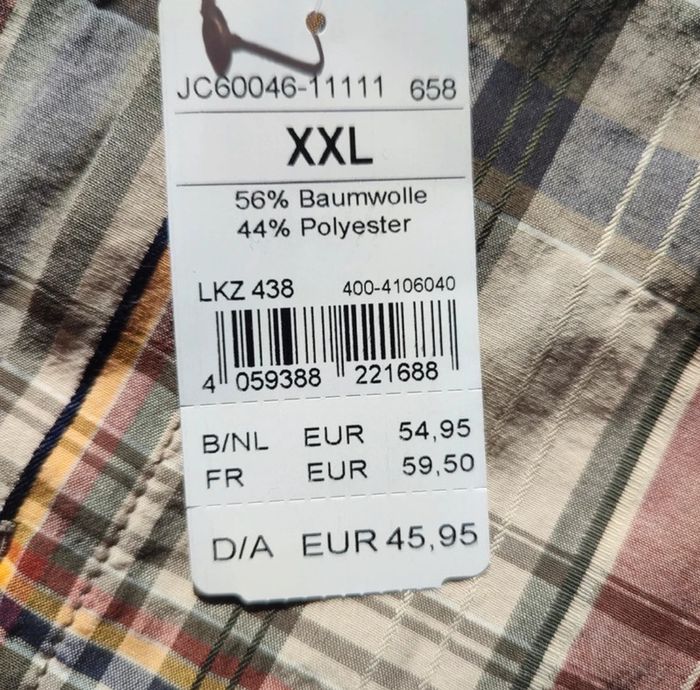 JC60046-11111 658
XXL
56% Baumwolle
44% Polyester
LKZ 438 400-4106040
4 059388 221688
B/NL EUR 54,95
FR EUR 59,50
D/A EUR 45,95